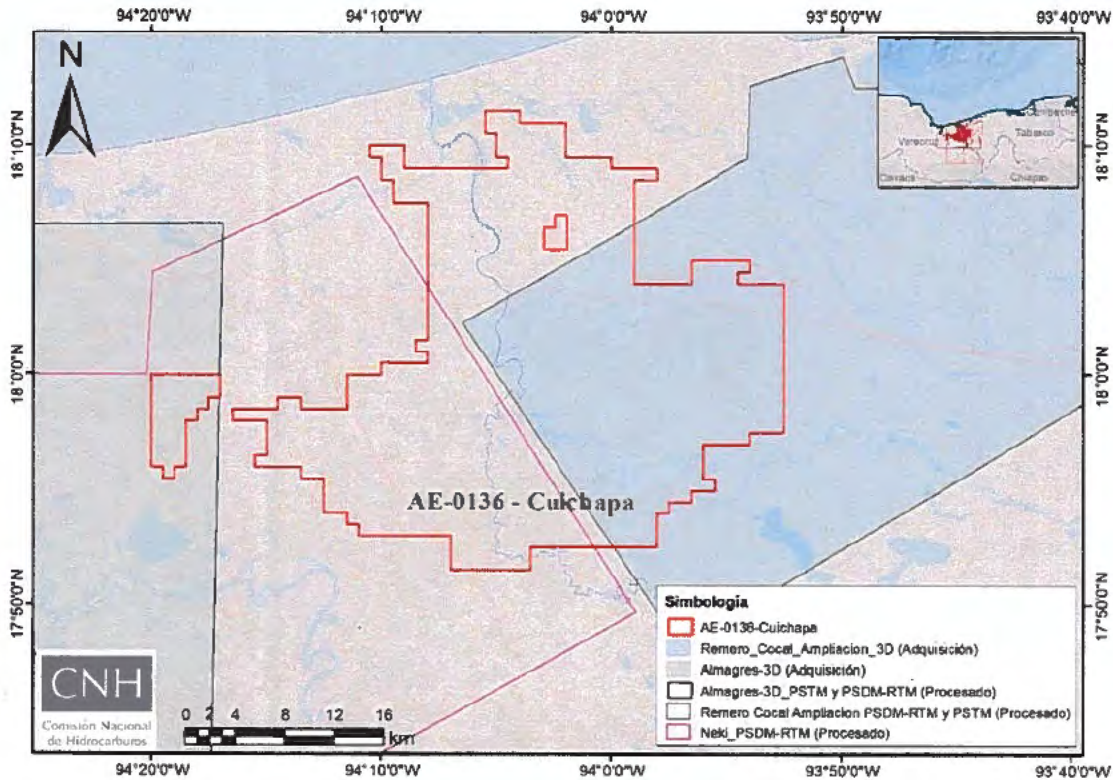 94°20'0"W 94°10'0"W 94°0'0"W 93°50'0"W 93°40'0"W
N
18°10'0"N 18°10'0"N
Campeche
Tabasco
Veracruz
Oaxaca Chiapas
18°0'0"N 18°0'0"N
AE-0136 - Cuichapa
17°50'0"N 17°50'0"N
Simbología
AE-0136-Cuichapa
Remero_Cocal_Ampliacion_3D (Adquisición)
Almagres-3D (Adquisición)
Almagres-3D_PSTM y PSDM-RTM (Procesado)
Remero Cocal Ampliacion PSDM-RTM y PSTM (Procesado)
Neki_PSDM-RTM (Procesado)
CNH
Comisión Nacional
de Hidrocarburos
0 2 4 8 12 16
km
94°20'0"W 94°10'0"W 94°0'0"W 93°50'0"W 93°40'0"W